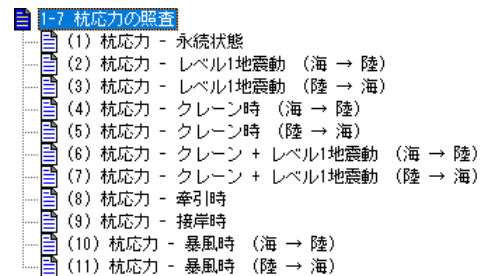 1-7 杭応力の照査
(1) 杭応力 - 永続状態
(2) 杭応力 - レベル1地震動 (海 → 陸)
(3) 杭応力 - レベル1地震動 (陸 → 海)
(4) 杭応力 - クレーン時 (海 → 陸)
(5) 杭応力 - クレーン時 (陸 → 海)
(6) 杭応力 - クレーン + レベル1地震動 (海 → 陸)
(7) 杭応力 - クレーン + レベル1地震動 (陸 → 海)
(8) 杭応力 - 牽引時
(9) 杭応力 - 接岸時
(10) 杭応力 - 暴風時 (海 → 陸)
(11) 杭応力 - 暴風時 (陸 → 海)